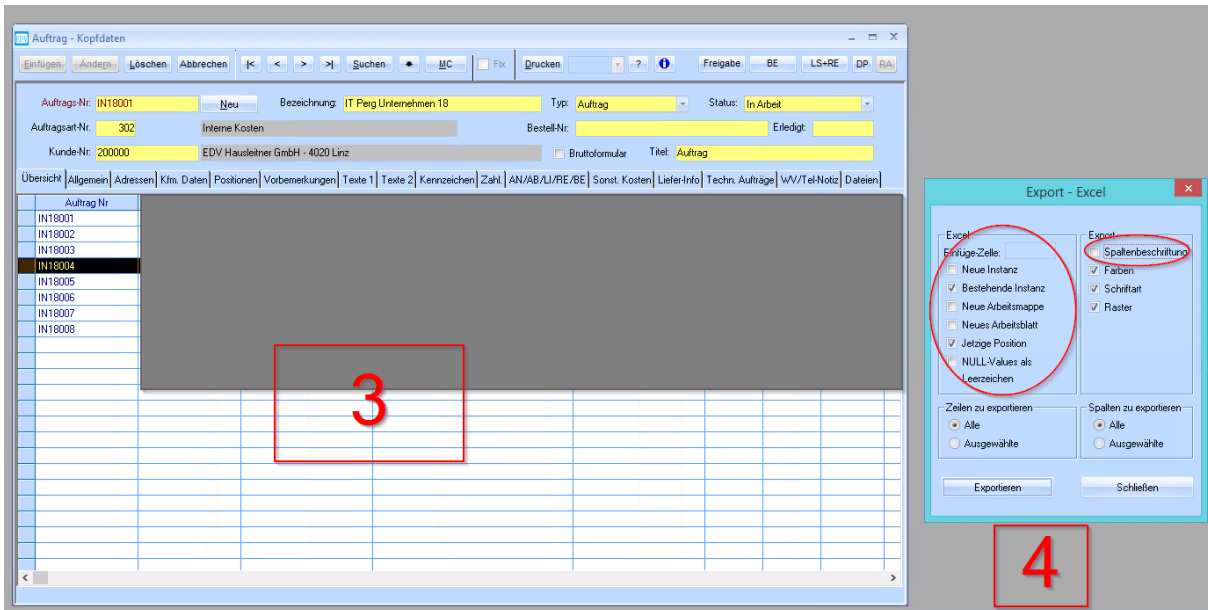 EDV Auftrag - Kopfdaten
Einfügen Ändern Löschen Abbrechen |< < > >| Suchen * MC Fix Drucken ? i Freigabe BE LS+RE DP RA
Auftrags-Nr: IN18001 Neu Bezeichnung: IT Perg Unternehmen 18 Typ: Auftrag Status: In Arbeit
Auftragsart-Nr. 302 Interne Kosten Bestell-Nr: Erledigt:
Kunde-Nr: 200000 EDV Hausleitner GmbH - 4020 Linz Bruttoformular Titel: Auftrag
Übersicht Allgemein Adressen Kfm. Daten Positionen Vorbemerkungen Texte 1 Texte 2 Kennzeichen Zahl. AN/AB/LI/RE/BE Sonst. Kosten Liefer-Info Techn. Aufträge WV/Tel-Notiz Dateien
Auftrag Nr
IN18001
IN18002
IN18003
IN18004
IN18005
IN18006
IN18007
IN18008
3
Export - Excel
Excel
Einfüge-Zelle:
Neue Instanz
Bestehende Instanz
Neue Arbeitsmappe
Neues Arbeitsblatt
Jetzige Position
NULL-Values als
Leerzeichen
Export
Spaltenbeschriftung
Farben
Schriftart
Raster
Zeilen zu exportieren
Alle
Ausgewählte
Spalten zu exportieren
Alle
Ausgewählte
Exportieren Schließen
4